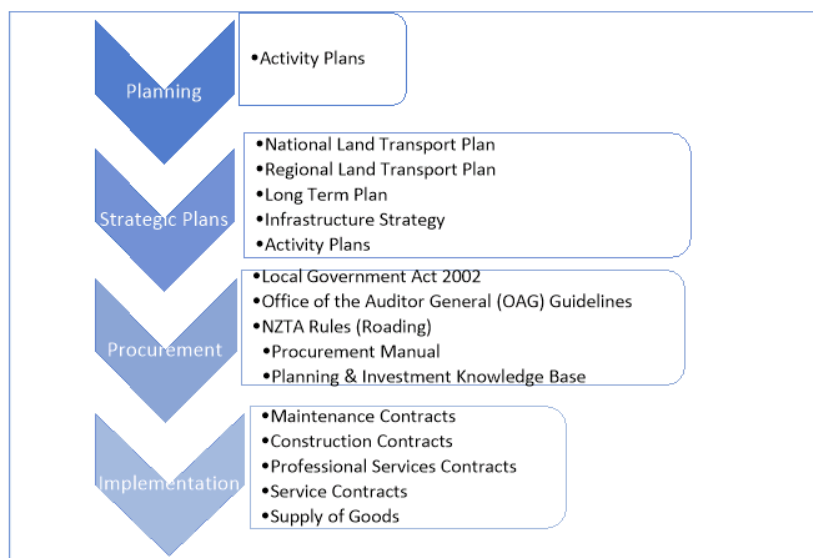 Planning
•Activity Plans
Strategic Plans
•National Land Transport Plan
•Regional Land Transport Plan
•Long Term Plan
•Infrastructure Strategy
•Activity Plans
Procurement
•Local Government Act 2002
•Office of the Auditor General (OAG) Guidelines
•NZTA Rules (Roading)
•Procurement Manual
•Planning & Investment Knowledge Base
Implementation
•Maintenance Contracts
•Construction Contracts
•Professional Services Contracts
•Service Contracts
•Supply of Goods